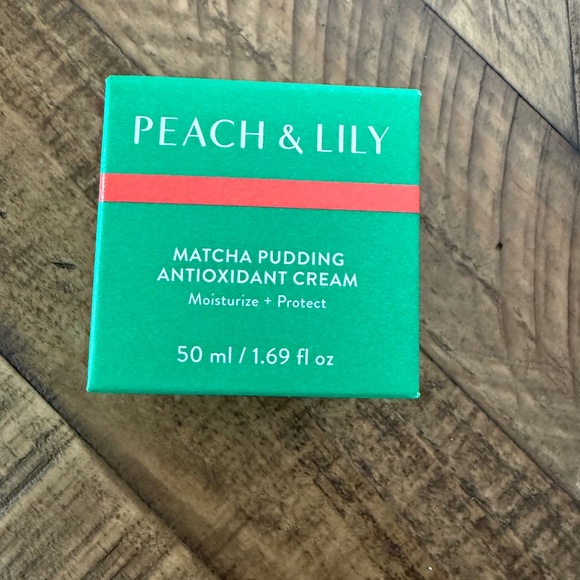 PEACH & LILY
MATCHA PUDDING
ANTIOXIDANT CREAM
Moisturize + Protect
50 ml / 1.69 fl oz